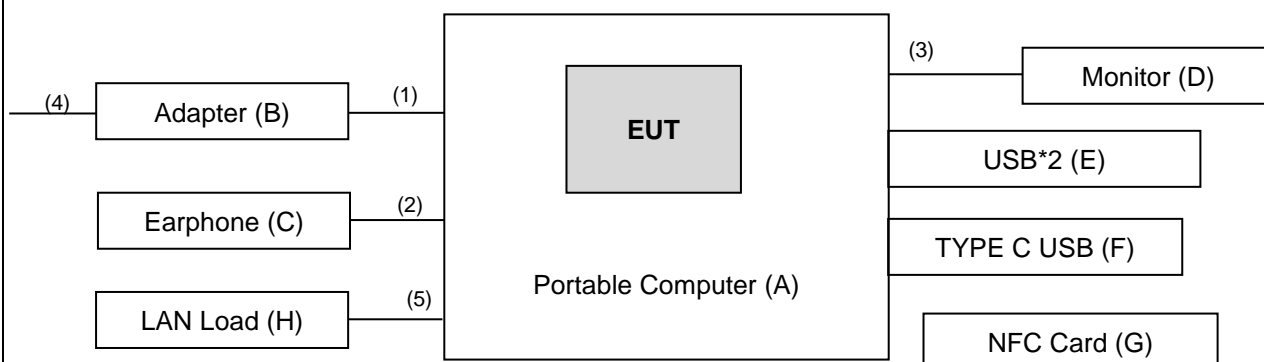 (4)
Adapter (B)
(1)
Earphone (C)
(2)
LAN Load (H)
(5)
EUT
Portable Computer (A)
(3)
Monitor (D)
USB*2 (E)
TYPE C USB (F)
NFC Card (G)